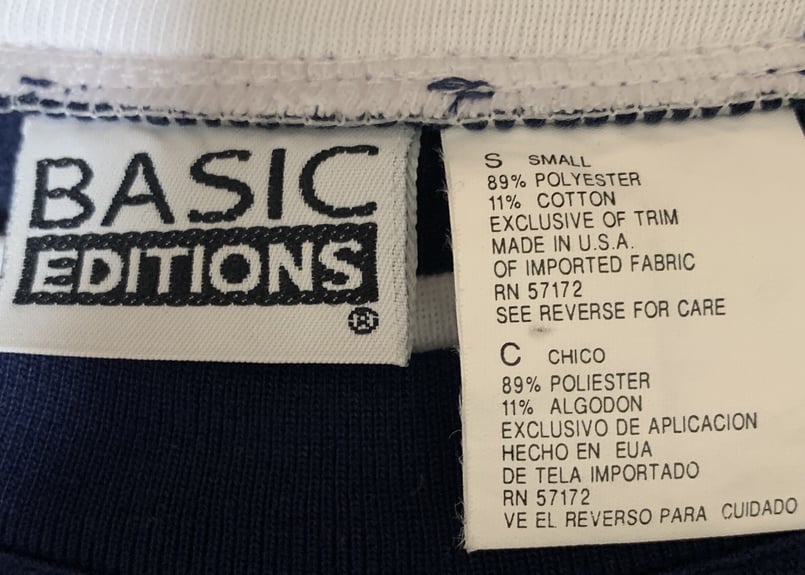 BASIC
EDITIONS
®
S SMALL
89% POLYESTER
11% COTTON
EXCLUSIVE OF TRIM
MADE IN U.S.A.
OF IMPORTED FABRIC
RN 57172
SEE REVERSE FOR CARE
C CHICO
89% POLIESTER
11% ALGODON
EXCLUSIVO DE APLICACION
HECHO EN EUA
DE TELA IMPORTADO
RN 57172
VE EL REVERSO PARA CUIDADO